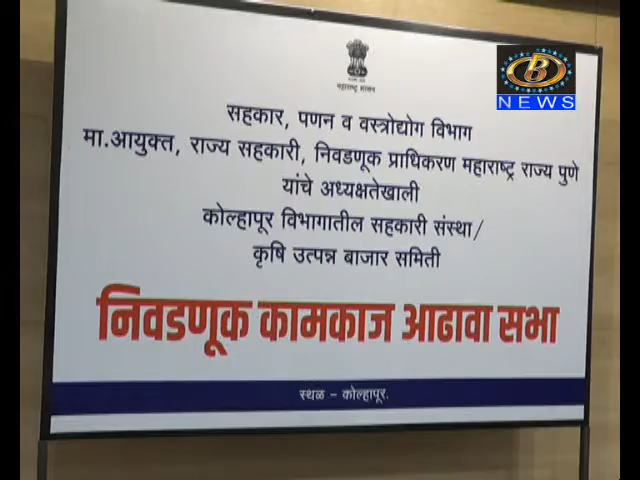 B
NEWS
महाराष्ट्र शासन
सहकार, पणन व वस्त्रोद्योग विभाग
मा.आयुक्त, राज्य सहकारी, निवडणूक प्राधिकरण महाराष्ट्र राज्य पुणे
यांचे अध्यक्षतेखाली
कोल्हापूर विभागातील सहकारी संस्था/
कृषि उत्पन्न बाजार समिती
निवडणूक कामकाज आढावा सभा
स्थळ - कोल्हापूर.